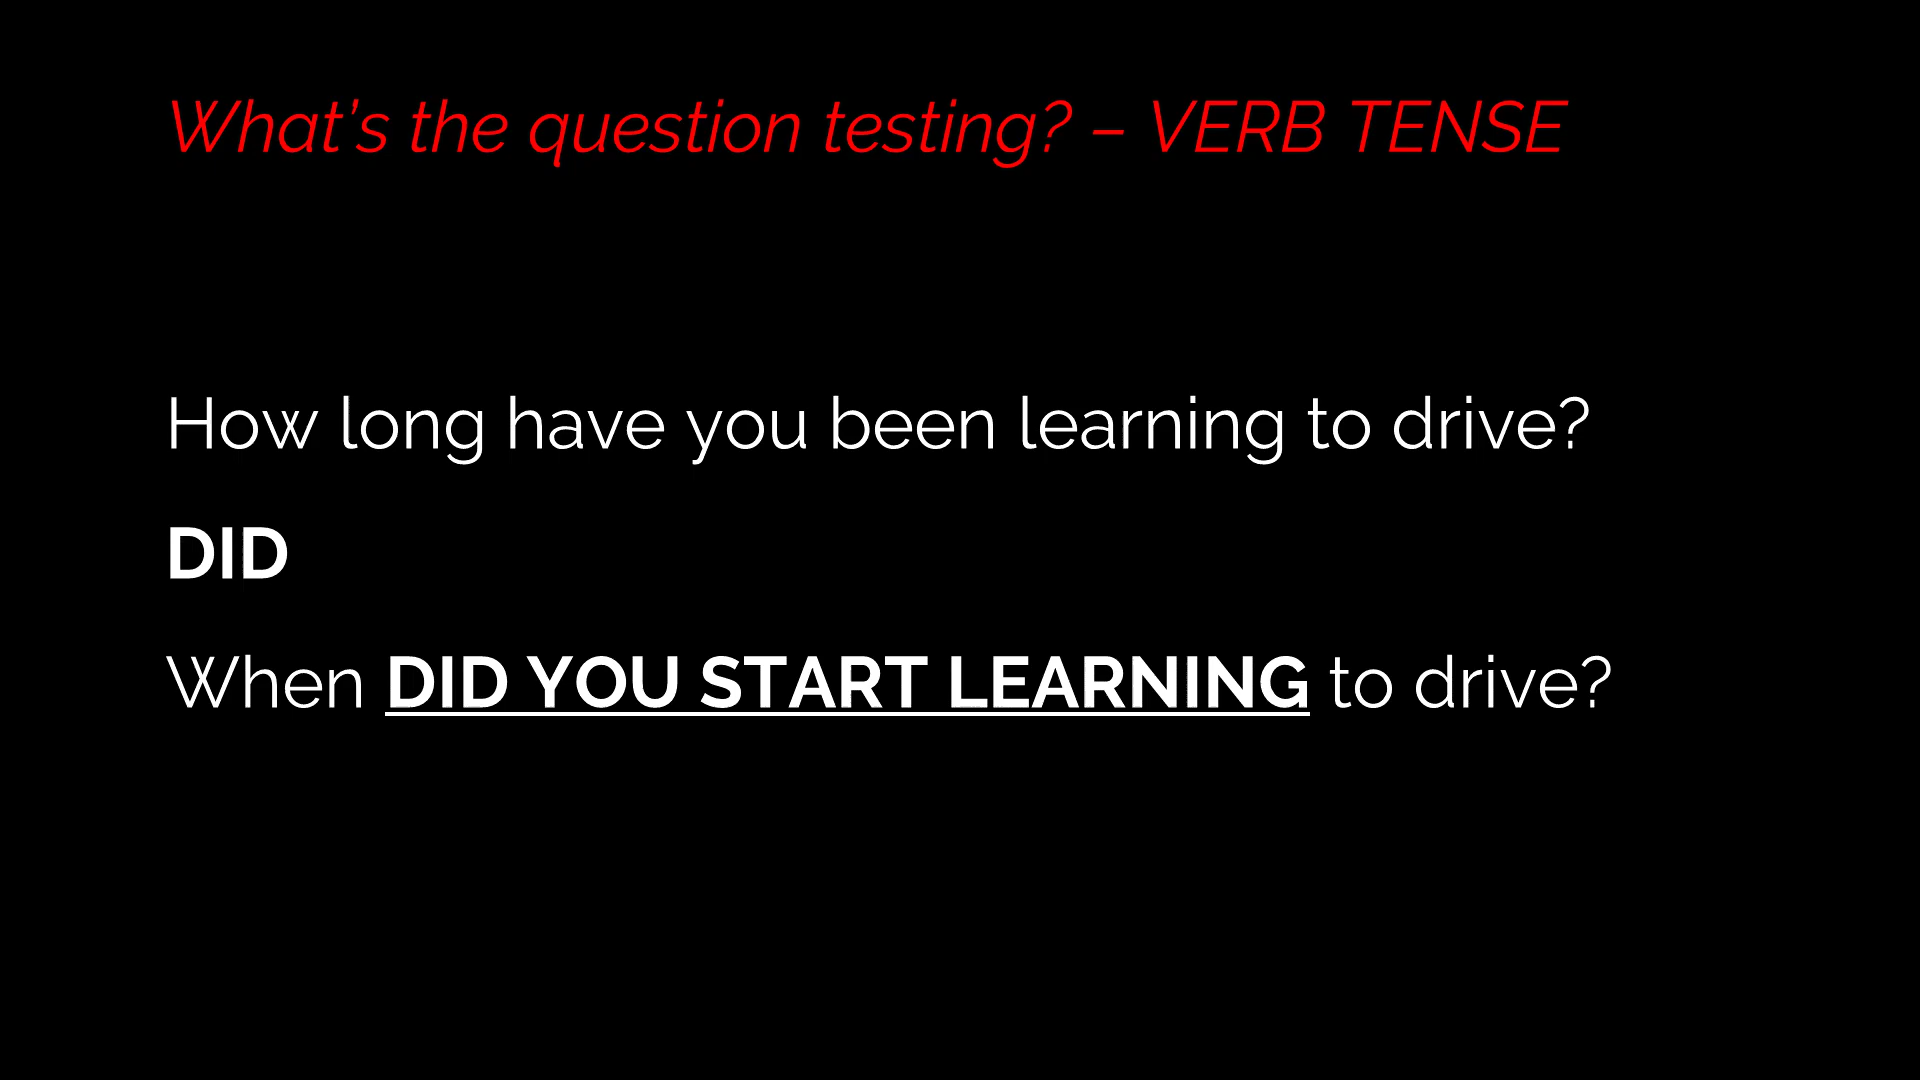 What’s the question testing? – VERB TENSE
How long have you been learning to drive?
DID
When DID YOU START LEARNING to drive?